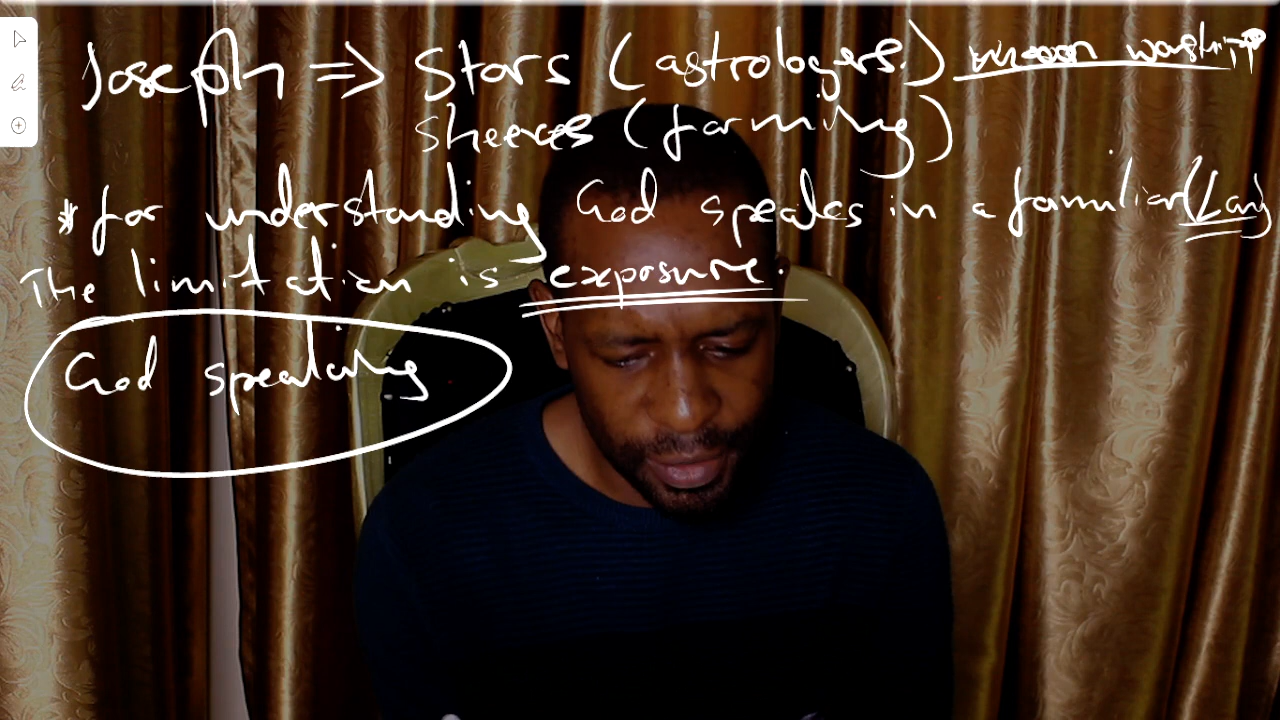 Joseph => Stars (astrologers.) moon worship
sheeves (farming)
* for understanding God speaks in a familiar (Lang
The limitation is exposure.
God speaking